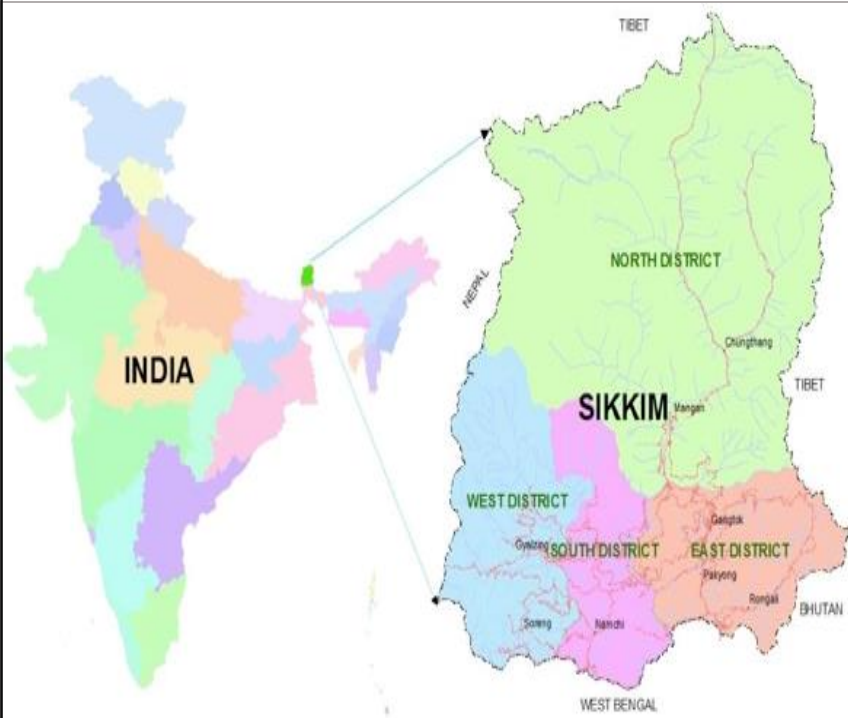 TIBET
NEPAL
NORTH DISTRICT
Chungthang
INDIA
TIBET
SIKKIM
Mangan
WEST DISTRICT
Gangtok
Gyalzing
SOUTH DISTRICT
EAST DISTRICT
Pakyong
Rongli
BHUTAN
Soreng
Namchi
WEST BENGAL